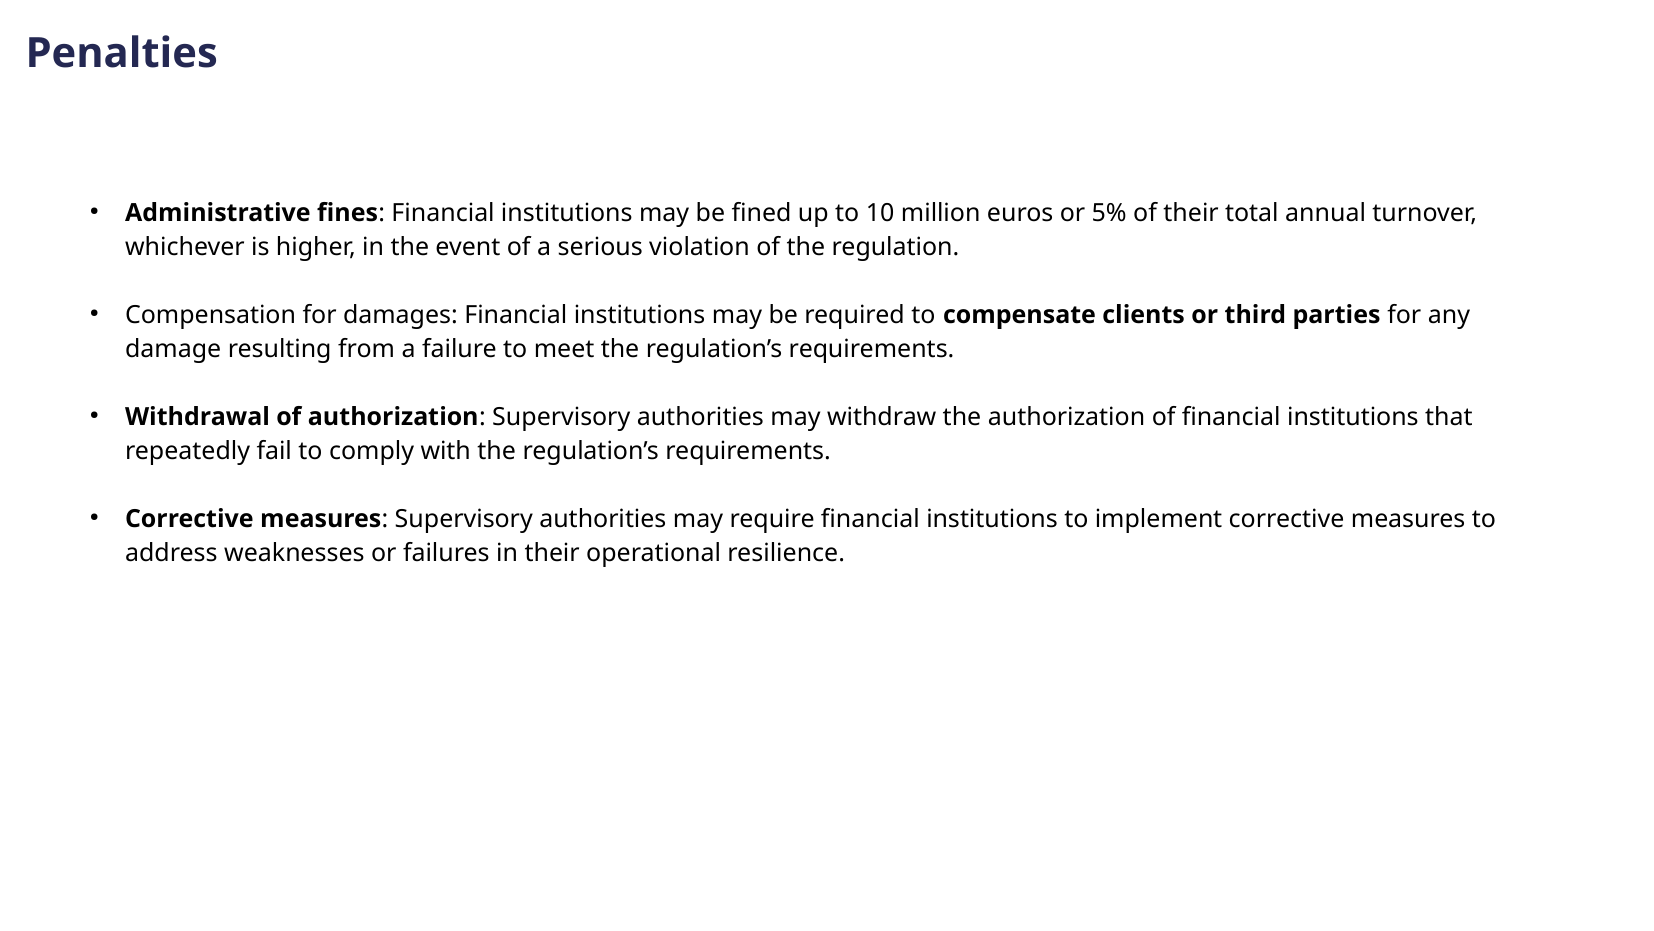 Penalties
• Administrative fines: Financial institutions may be fined up to 10 million euros or 5% of their total annual turnover,
whichever is higher, in the event of a serious violation of the regulation.
• Compensation for damages: Financial institutions may be required to compensate clients or third parties for any
damage resulting from a failure to meet the regulation’s requirements.
• Withdrawal of authorization: Supervisory authorities may withdraw the authorization of financial institutions that
repeatedly fail to comply with the regulation’s requirements.
• Corrective measures: Supervisory authorities may require financial institutions to implement corrective measures to
address weaknesses or failures in their operational resilience.